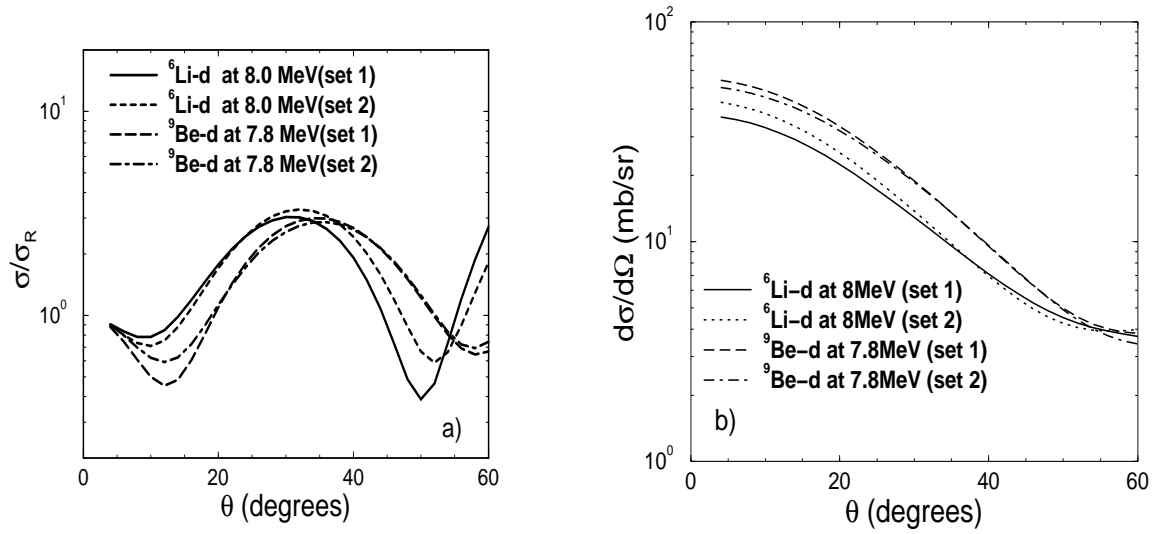 ⁶Li-d at 8.0 MeV(set 1)
⁶Li-d at 8.0 MeV(set 2)
⁹Be-d at 7.8 MeV(set 1)
⁹Be-d at 7.8 MeV(set 2)
a)
σ/σ_R
10¹
10⁰
0 20 40 60
θ (degrees)
10²
10¹
10⁰
dσ/dΩ (mb/sr)
⁶Li−d at 8MeV (set 1)
⁶Li−d at 8MeV (set 2)
⁹Be−d at 7.8MeV (set 1)
⁹Be−d at 7.8MeV (set 2)
b)
0 20 40 60
θ (degrees)